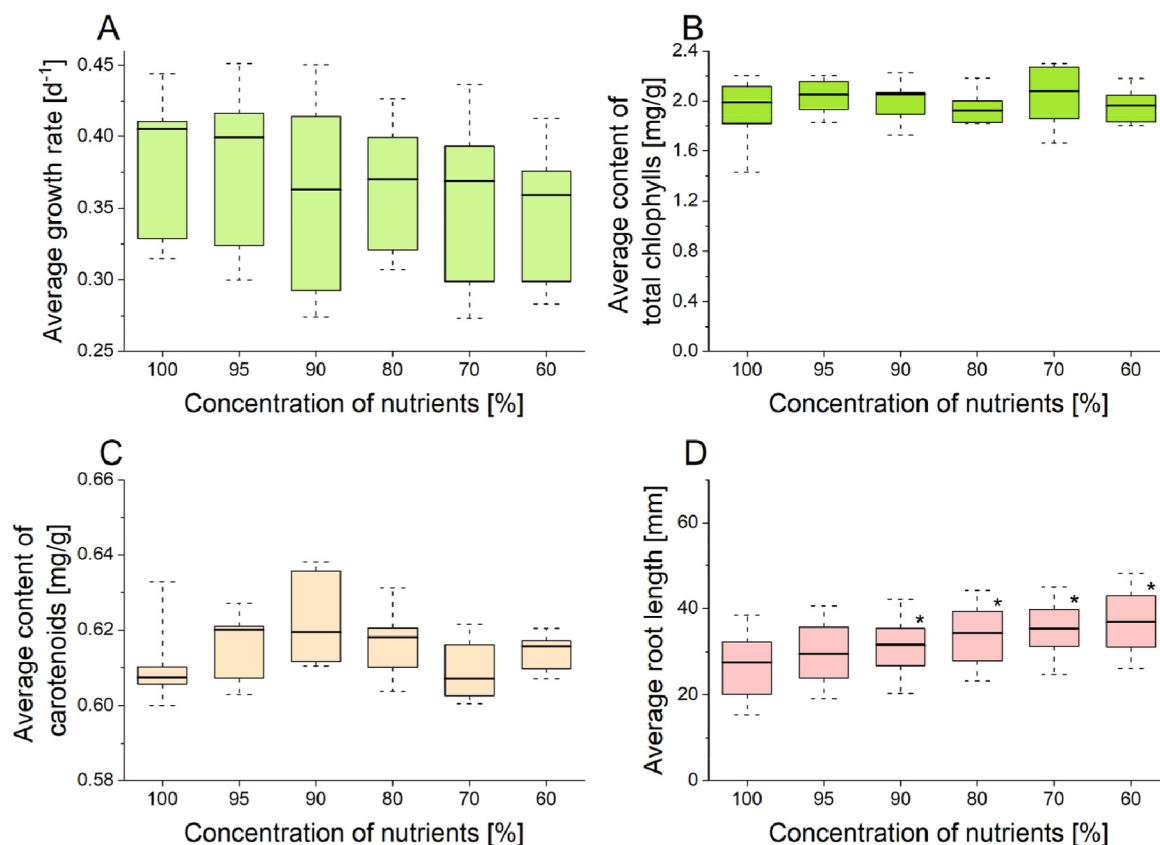 A
Average growth rate [d⁻¹]
0.45
0.40
0.35
0.30
0.25
100 95 90 80 70 60
Concentration of nutrients [%]
B
Average content of
total chlophylls [mg/g]
2.4
2.0
1.6
1.2
0.8
0.4
0.0
100 95 90 80 70 60
Concentration of nutrients [%]
C
Average content of
carotenoids [mg/g]
0.66
0.64
0.62
0.60
0.58
100 95 90 80 70 60
Concentration of nutrients [%]
D
Average root length [mm]
60
40
20
0
* * * *
100 95 90 80 70 60
Concentration of nutrients [%]